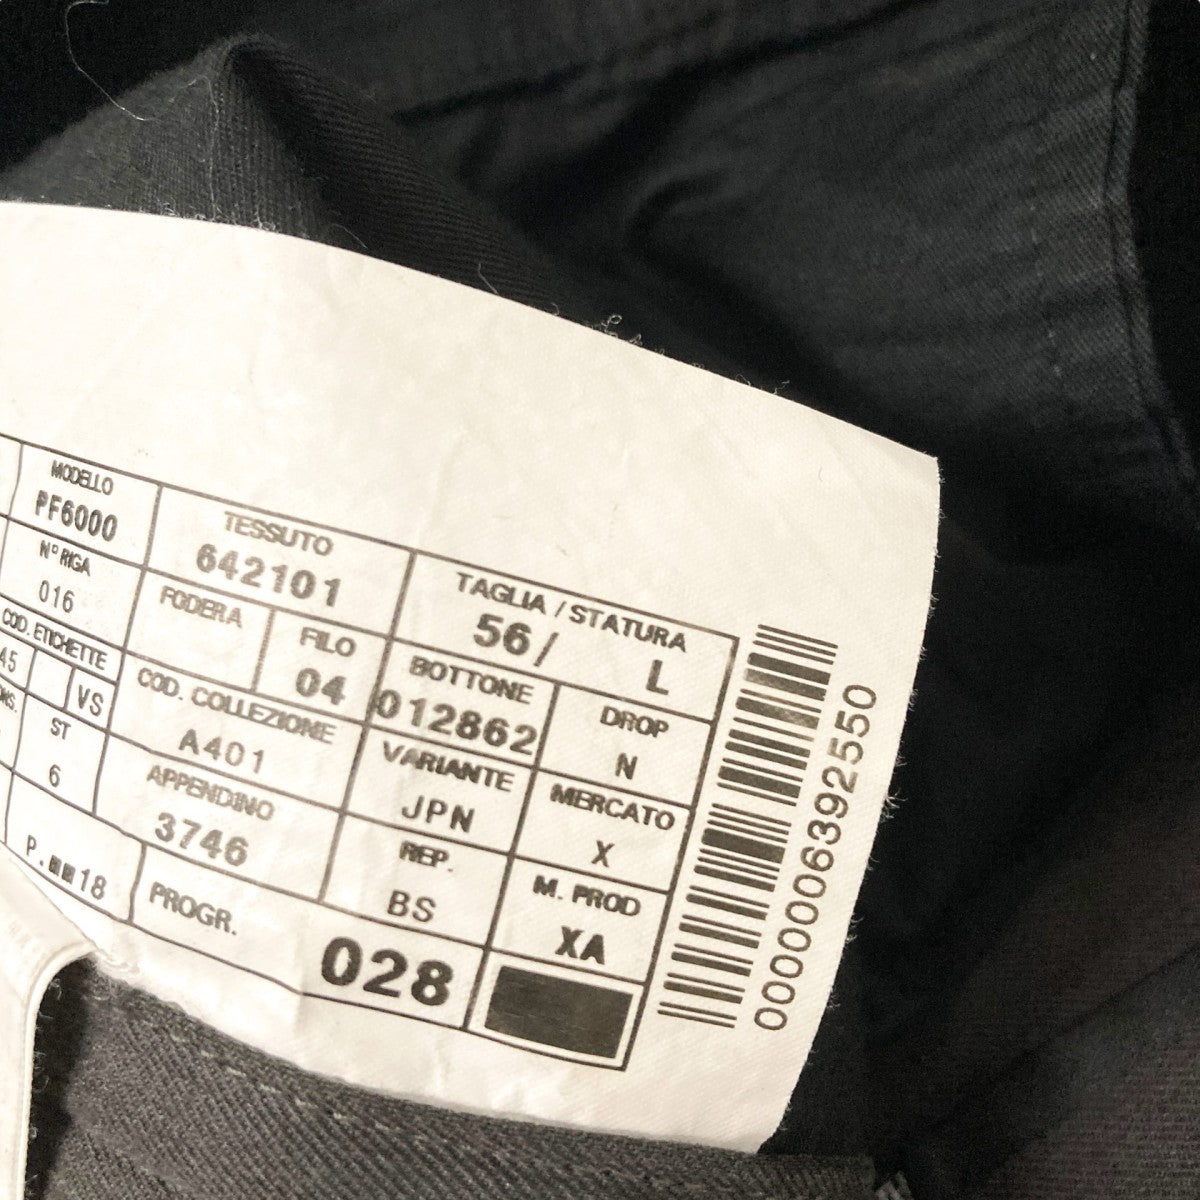 MODELLO
PF6000
TESSUTO
642101
TAGLIA / STATURA
56/ L
N° RIGA
016
FODERA
FILO
04
BOTTONE
012862
DROP
N
COD. ETICHETTE
45
VS
COD. COLLEZIONE
A401
VARIANTE
JPN
MERCATO
X
ST
6
APPENDINO
3746
REP.
BS
M. PROD
XA
P. 18
PROGR.
028
0000006392550